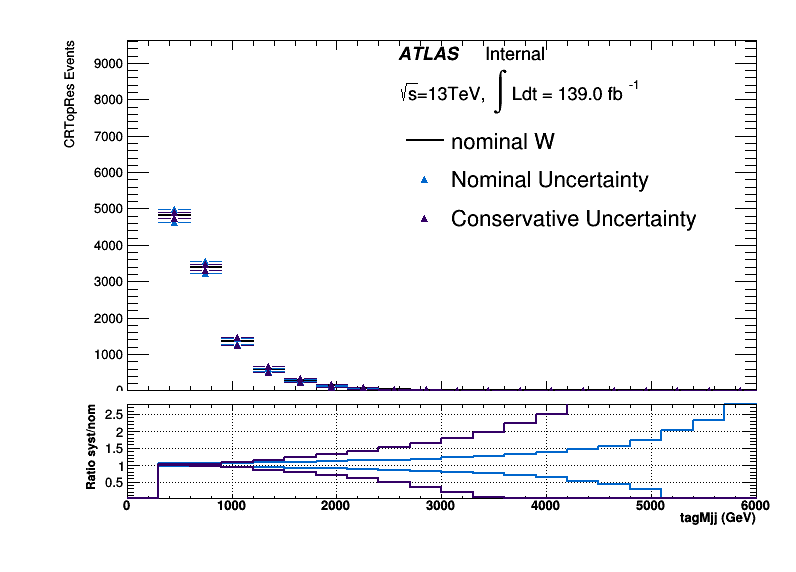 ATLAS Internal
√s=13TeV, ∫ Ldt = 139.0 fb -1
nominal W
Nominal Uncertainty
Conservative Uncertainty
CRTopRes Events
9000
8000
7000
6000
5000
4000
3000
2000
1000
0
Ratio syst/nom
2.5
2
1.5
1
0.5
0 1000 2000 3000 4000 5000 6000
tagMjj (GeV)